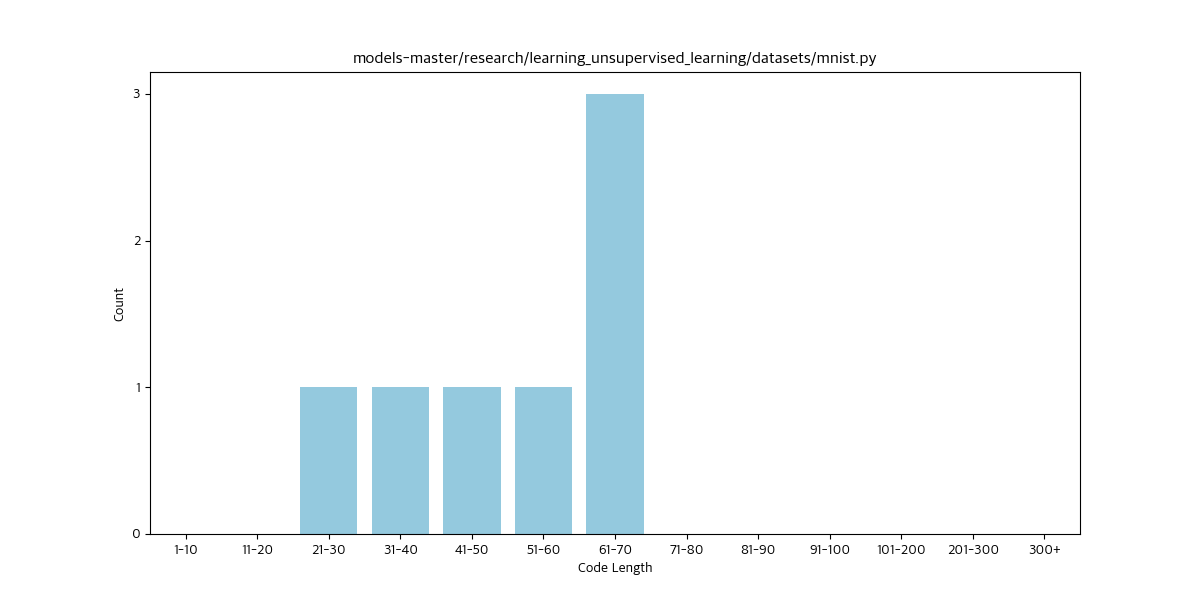 models-master/research/learning_unsupervised_learning/datasets/mnist.py
3
2
1
0
Count
1-10 11-20 21-30 31-40 41-50 51-60 61-70 71-80 81-90 91-100 101-200 201-300 300+
Code Length